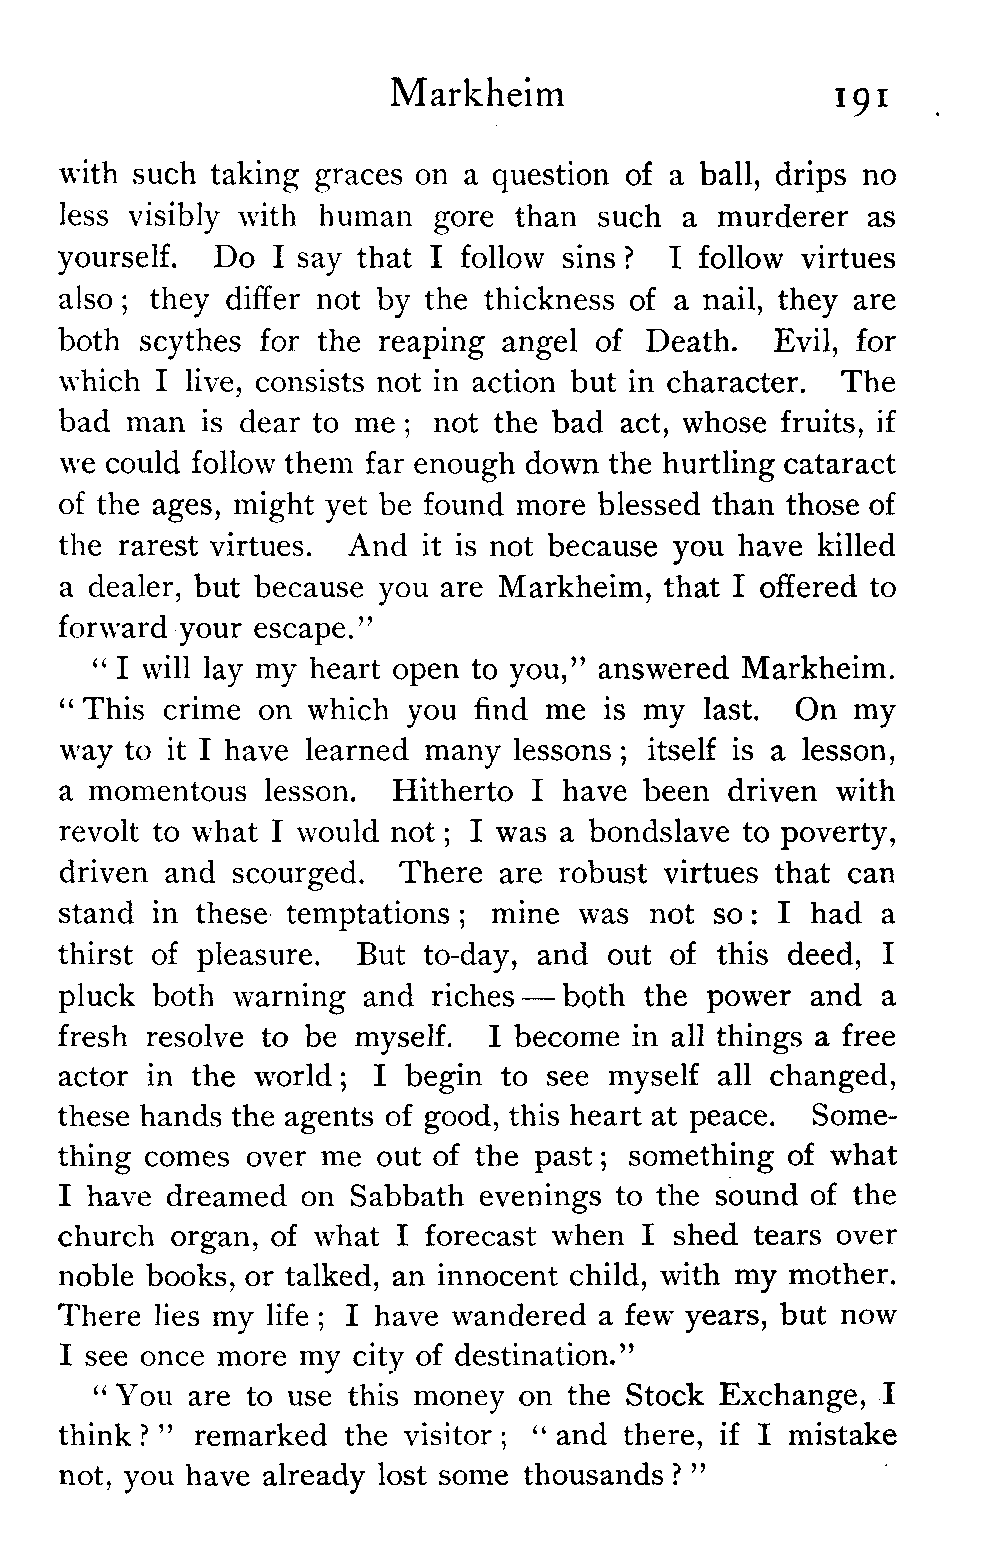 Markheim 191
with such taking graces on a question of a ball, drips no
less visibly with human gore than such a murderer as
yourself. Do I say that I follow sins? I follow virtues
also; they differ not by the thickness of a nail, they are
both scythes for the reaping angel of Death. Evil, for
which I live, consists not in action but in character. The
bad man is dear to me; not the bad act, whose fruits, if
we could follow them far enough down the hurtling cataract
of the ages, might yet be found more blessed than those of
the rarest virtues. And it is not because you have killed
a dealer, but because you are Markheim, that I offered to
forward your escape."
"I will lay my heart open to you," answered Markheim.
"This crime on which you find me is my last. On my
way to it I have learned many lessons; itself is a lesson,
a momentous lesson. Hitherto I have been driven with
revolt to what I would not; I was a bondslave to poverty,
driven and scourged. There are robust virtues that can
stand in these temptations; mine was not so: I had a
thirst of pleasure. But to-day, and out of this deed, I
pluck both warning and riches—both the power and a
fresh resolve to be myself. I become in all things a free
actor in the world; I begin to see myself all changed,
these hands the agents of good, this heart at peace. Some-
thing comes over me out of the past; something of what
I have dreamed on Sabbath evenings to the sound of the
church organ, of what I forecast when I shed tears over
noble books, or talked, an innocent child, with my mother.
There lies my life; I have wandered a few years, but now
I see once more my city of destination."
"You are to use this money on the Stock Exchange, I
think?" remarked the visitor; "and there, if I mistake
not, you have already lost some thousands?"